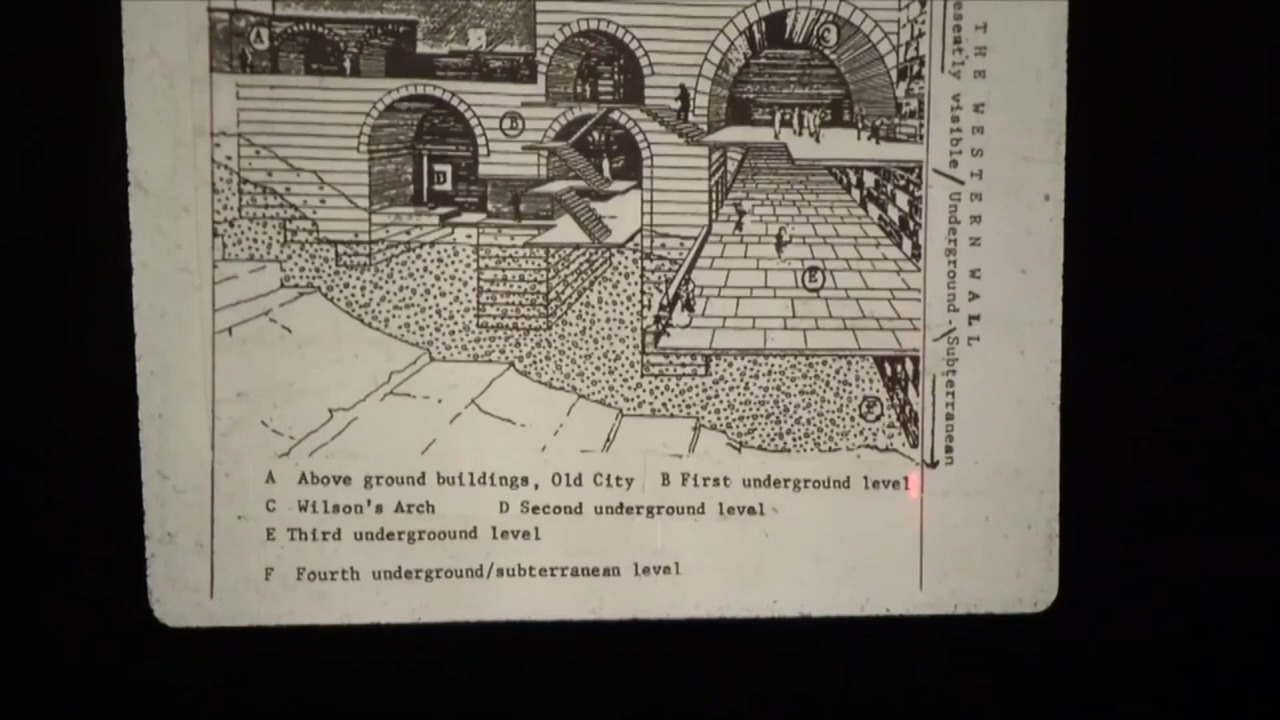 A
C
B
D
E
F
THE WESTERN WALL
visible/Underground-\Subterranean
A Above ground buildings, Old City B First underground level
C Wilson's Arch D Second underground level
E Third undergroound level
F Fourth underground/subterranean level